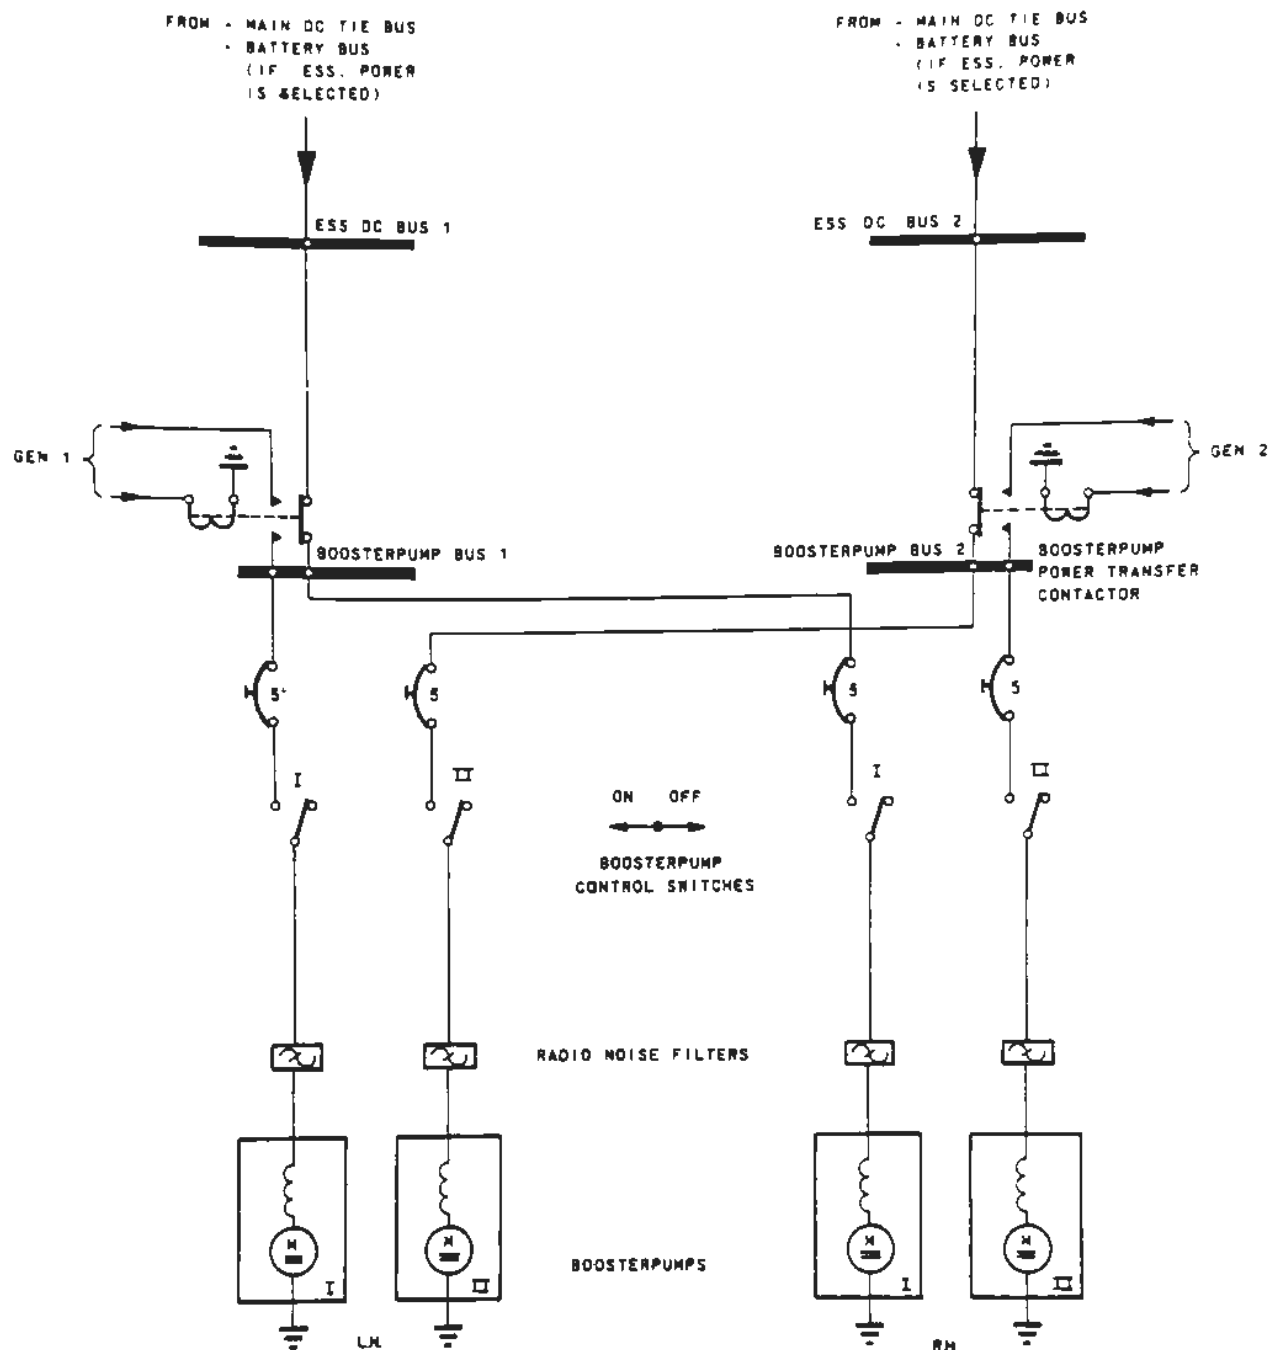 FROM - MAIN DC TIE BUS
- BATTERY BUS
(IF ESS. POWER
IS SELECTED)
FROM - MAIN DC TIE BUS
- BATTERY BUS
(IF ESS. POWER
IS SELECTED)
ESS DC BUS 1
ESS DC BUS 2
GEN 1
GEN 2
BOOSTERPUMP BUS 1
BOOSTERPUMP BUS 2
BOOSTERPUMP
POWER TRANSFER
CONTACTOR
5
5
5
5
I
II
I
II
ON OFF
BOOSTERPUMP
CONTROL SWITCHES
RADIO NOISE FILTERS
M
M
M
M
BOOSTERPUMPS
I
II
I
II
LH
RH